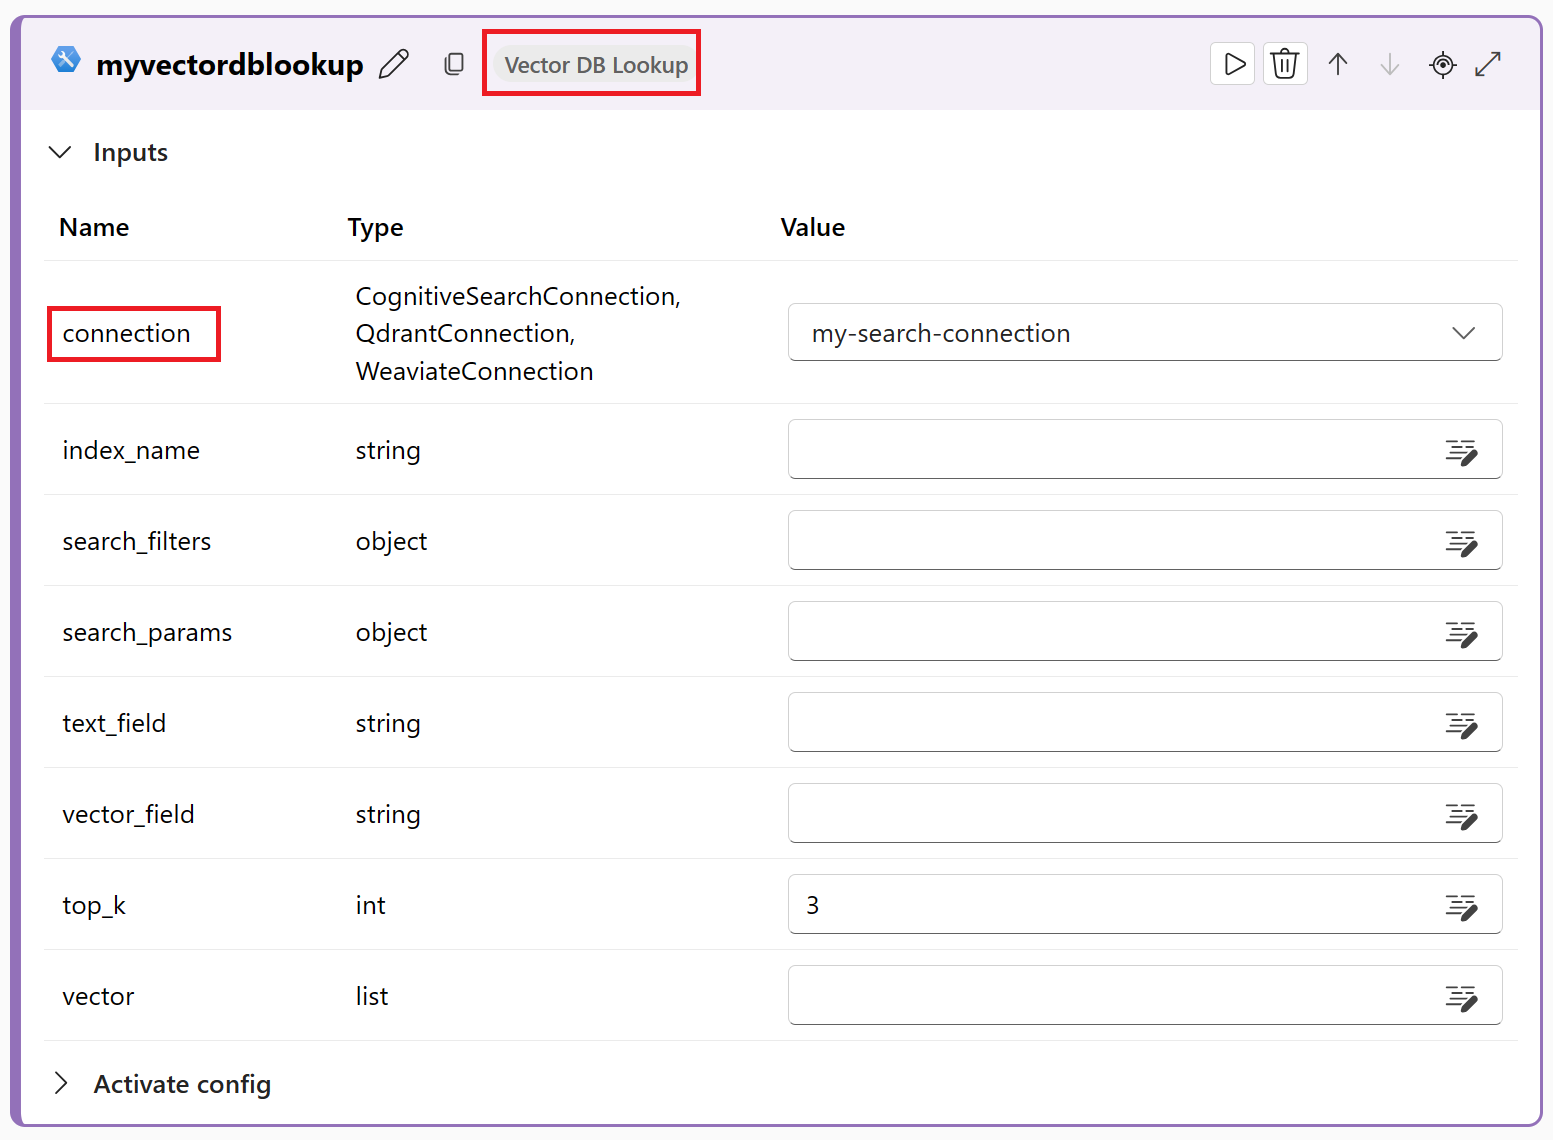 myvectordblookup Vector DB Lookup
Inputs
Name Type Value
connection CognitiveSearchConnection, QdrantConnection, WeaviateConnection my-search-connection
index_name string
search_filters object
search_params object
text_field string
vector_field string
top_k int 3
vector list
Activate config